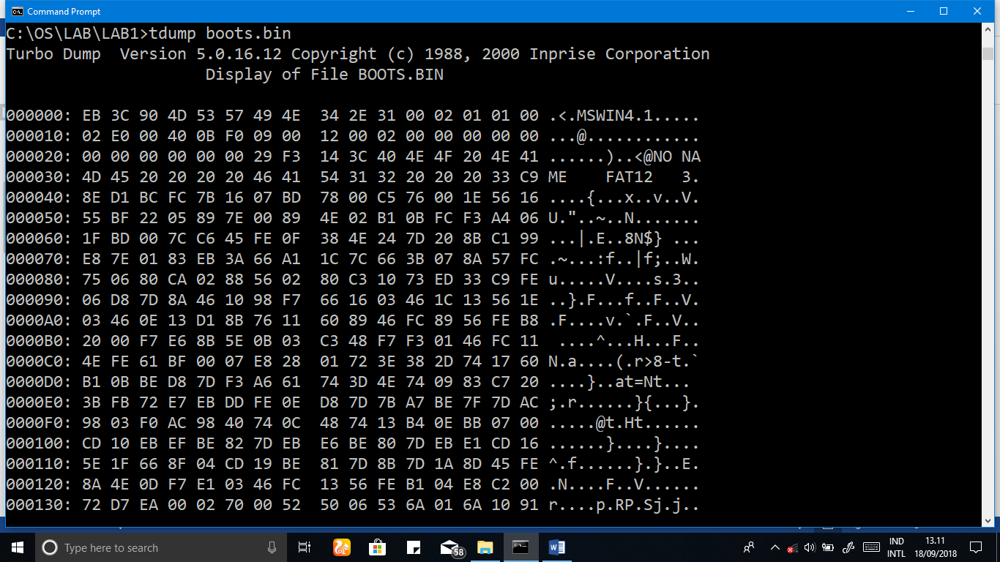 Command Prompt
C:\OS\LAB\LAB1>tdump boots.bin
Turbo Dump  Version 5.0.16.12 Copyright (c) 1988, 2000 Inprise Corporation
                     Display of File BOOTS.BIN
000000: EB 3C 90 4D 53 57 49 4E  34 2E 31 00 02 01 01 00 .<.MSWIN4.1.....
000010: 02 E0 00 40 0B F0 09 00  12 00 02 00 00 00 00 00 ...@............
000020: 00 00 00 00 00 00 29 F3  14 3C 40 4E 4F 20 4E 41 ......)..<@NO NA
000030: 4D 45 20 20 20 20 46 41  54 31 32 20 20 20 33 C9 ME    FAT12   3.
000040: 8E D1 BC FC 7B 16 07 BD  78 00 C5 76 00 1E 56 16 ....{...x..v..V.
000050: 55 BF 22 05 89 7E 00 89  4E 02 B1 0B FC F3 A4 06 U."..~..N.......
000060: 1F BD 00 7C C6 45 FE 0F  38 4E 24 7D 20 8B C1 99 ...|.E..8N$} ...
000070: E8 7E 01 83 EB 3A 66 A1  1C 7C 66 3B 07 8A 57 FC .~...:f..|f;..W.
000080: 75 06 80 CA 02 88 56 02  80 C3 10 73 ED 33 C9 FE u.....V....s.3..
000090: 06 D8 7D 8A 46 10 98 F7  66 16 03 46 1C 13 56 1E ..}.F...f..F..V.
0000A0: 03 46 0E 13 D1 8B 76 11  60 89 46 FC 89 56 FE B8 .F....v.`.F..V..
0000B0: 20 00 F7 E6 8B 5E 0B 03  C3 48 F7 F3 01 46 FC 11  ....^...H...F..
0000C0: 4E FE 61 BF 00 07 E8 28  01 72 3E 38 2D 74 17 60 N.a....(.r>8-t.`
0000D0: B1 0B BE D8 7D F3 A6 61  74 3D 4E 74 09 83 C7 20 ....}..at=Nt...
0000E0: 3B FB 72 E7 EB DD FE 0E  D8 7D 7B A7 BE 7F 7D AC ;.r......}{...}.
0000F0: 98 03 F0 AC 98 40 74 0C  48 74 13 B4 0E BB 07 00 .....@t.Ht......
000100: CD 10 EB EF BE 82 7D EB  E6 BE 80 7D EB E1 CD 16 ......}....}....
000110: 5E 1F 66 8F 04 CD 19 BE  81 7D 8B 7D 1A 8D 45 FE ^.f......}.}..E.
000120: 8A 4E 0D F7 E1 03 46 FC  13 56 FE B1 04 E8 C2 00 .N....F..V......
000130: 72 D7 EA 00 02 70 00 52  50 06 53 6A 01 6A 10 91 r....p.RP.Sj.j..
Type here to search
58
IND
INTL
13.11
18/09/2018